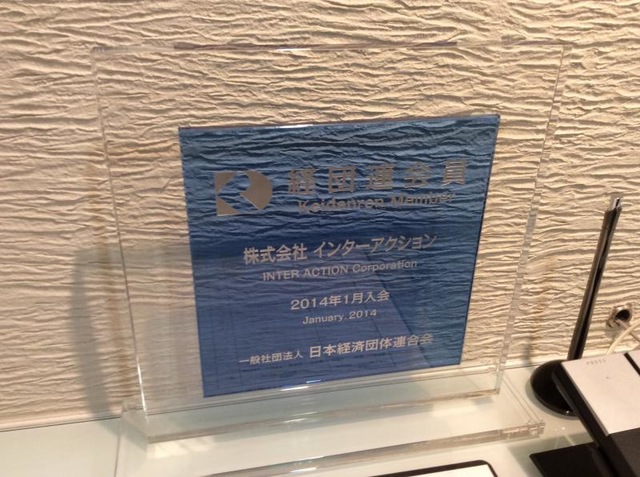 経団連会員
Keidanren Member
株式会社 インターアクション
INTER ACTION Corporation
2014年1月入会
January, 2014
一般社団法人 日本経済団体連合会